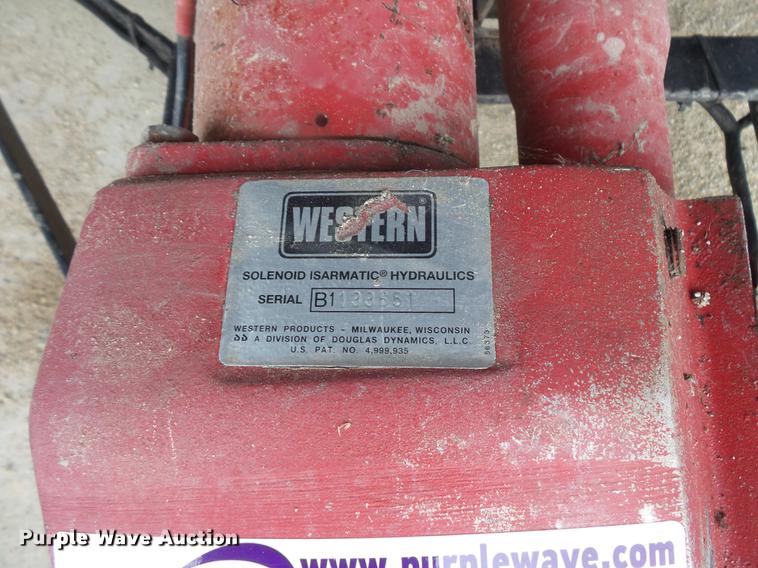 WESTERN ®
SOLENOID ISARMATIC® HYDRAULICS
SERIAL
WESTERN PRODUCTS – MILWAUKEE, WISCONSIN
A DIVISION OF DOUGLAS DYNAMICS, L.L.C.
U.S. PAT. NO. 4,999,935
56373
Purple Wave Auction
www.purplewave.com